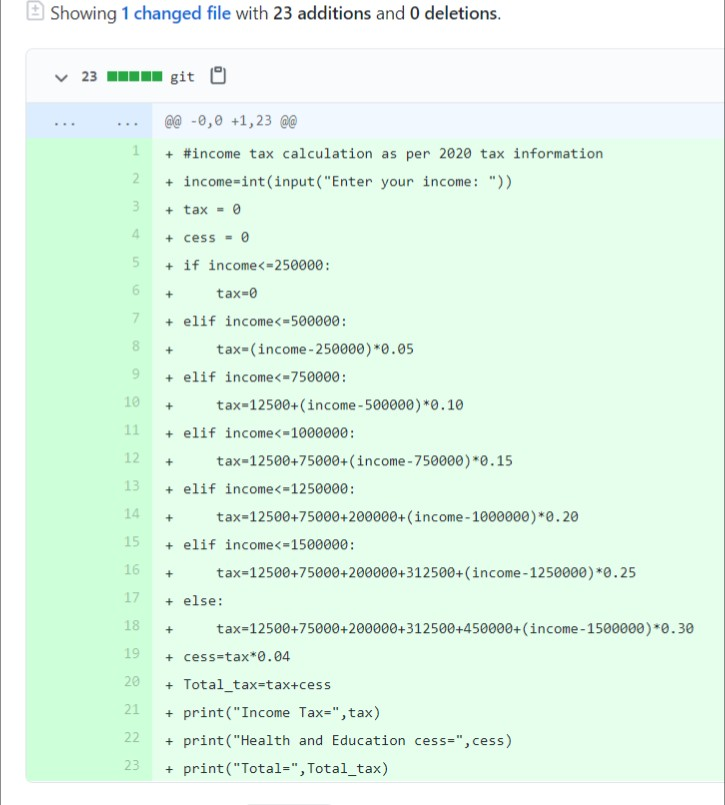 Showing 1 changed file with 23 additions and 0 deletions.
23 git
... ... @@ -0,0 +1,23 @@
1 + #income tax calculation as per 2020 tax information
2 + income=int(input("Enter your income: "))
3 + tax = 0
4 + cess = 0
5 + if income<=250000:
6 +     tax=0
7 + elif income<=500000:
8 +     tax=(income-250000)*0.05
9 + elif income<=750000:
10 +     tax=12500+(income-500000)*0.10
11 + elif income<=1000000:
12 +     tax=12500+75000+(income-750000)*0.15
13 + elif income<=1250000:
14 +     tax=12500+75000+200000+(income-1000000)*0.20
15 + elif income<=1500000:
16 +     tax=12500+75000+200000+312500+(income-1250000)*0.25
17 + else:
18 +     tax=12500+75000+200000+312500+450000+(income-1500000)*0.30
19 + cess=tax*0.04
20 + Total_tax=tax+cess
21 + print("Income Tax=",tax)
22 + print("Health and Education cess=",cess)
23 + print("Total=",Total_tax)